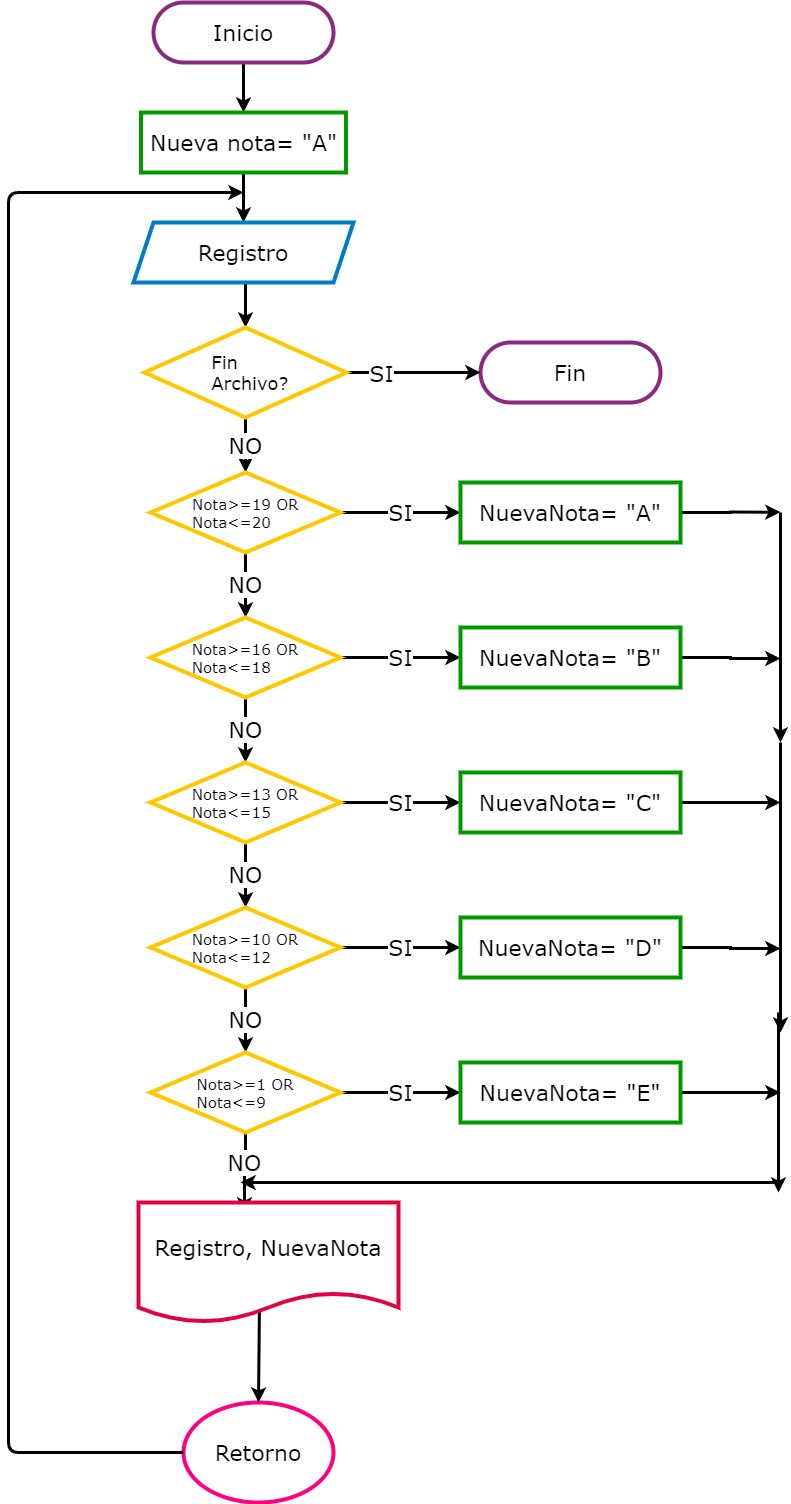 Inicio
Nueva nota= "A"
Registro
Fin
Archivo?
SI
Fin
NO
Nota>=19 OR
Nota<=20
SI
NuevaNota= "A"
NO
Nota>=16 OR
Nota<=18
SI
NuevaNota= "B"
NO
Nota>=13 OR
Nota<=15
SI
NuevaNota= "C"
NO
Nota>=10 OR
Nota<=12
SI
NuevaNota= "D"
NO
Nota>=1 OR
Nota<=9
SI
NuevaNota= "E"
NO
Registro, NuevaNota
Retorno